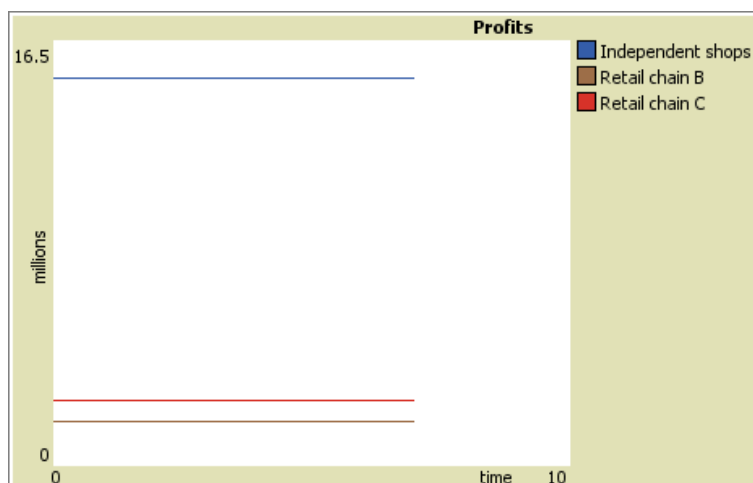 Profits
16.5
millions
0
0
time
10
Independent shops
Retail chain B
Retail chain C